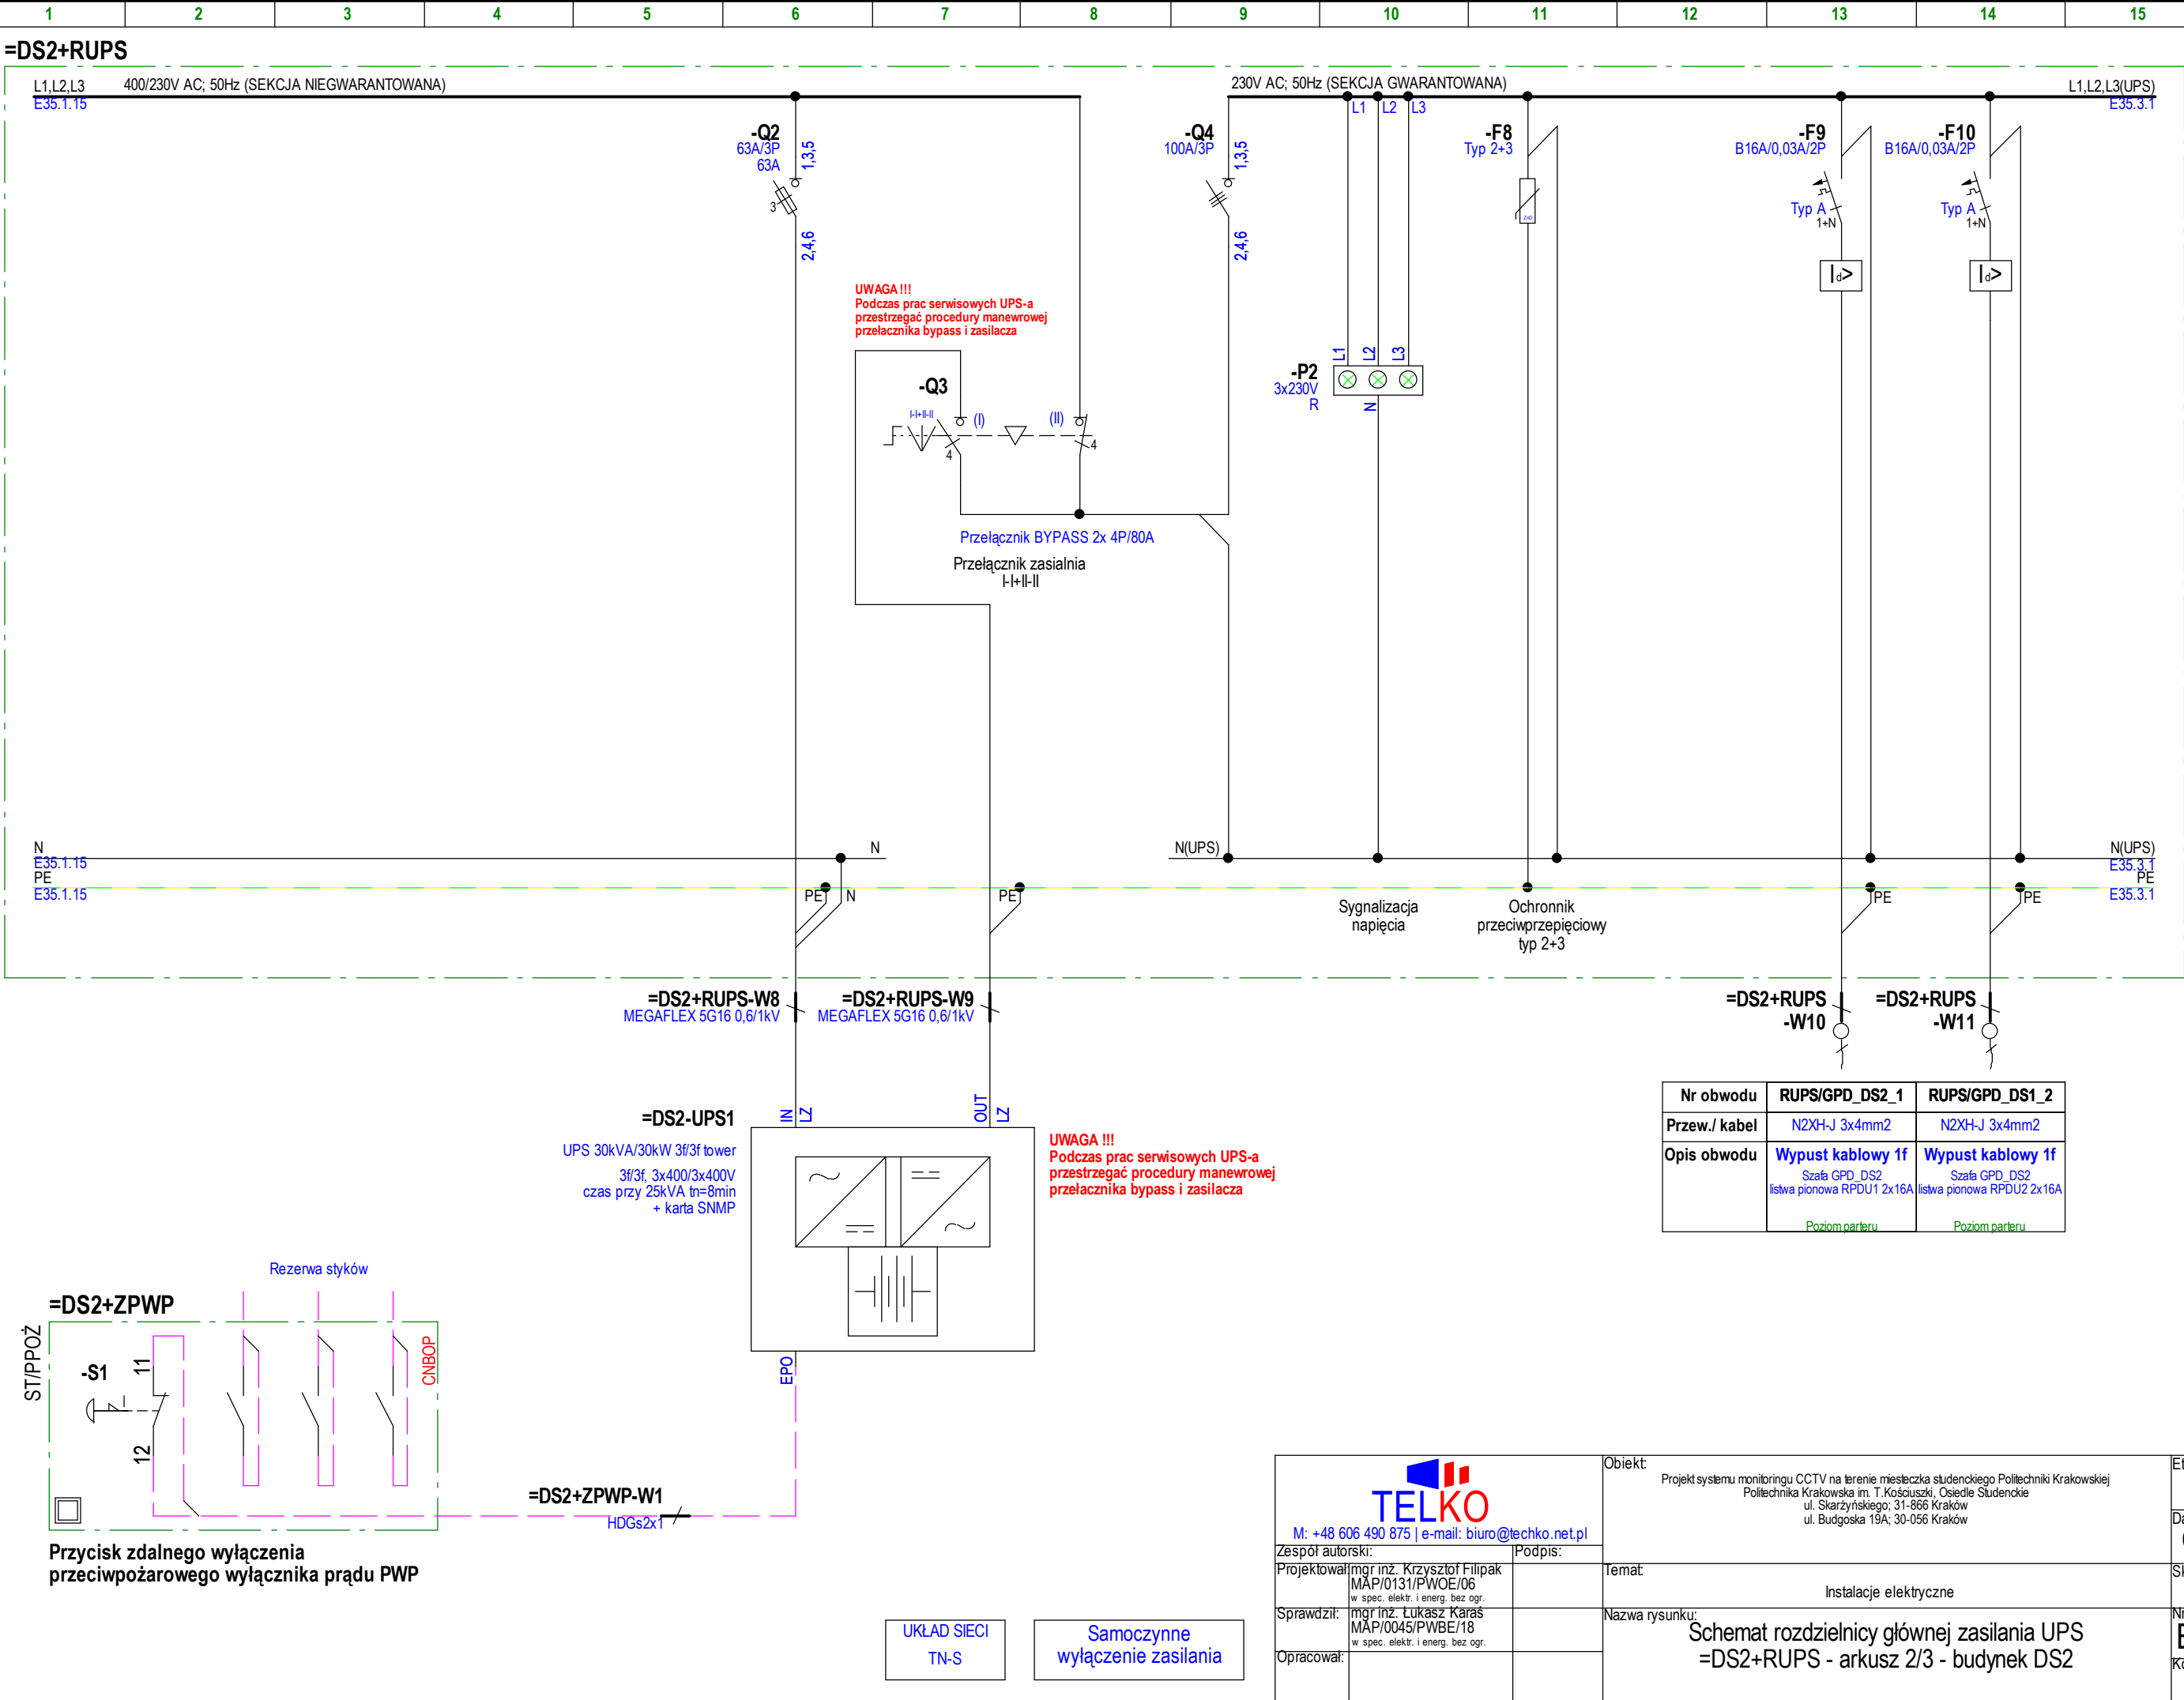 1 2 3 4 5 6 7 8 9 10 11 12 13 14 15
=DS2+RUPS
L1,L2,L3
E35.1.15
400/230V AC; 50Hz (SEKCJA NIEGWARANTOWANA)
230V AC; 50Hz (SEKCJA GWARANTOWANA)
L1,L2,L3(UPS)
E35.3.1
L1 L2 L3
-Q2
63A/3P
63A
1,3,5
3
2,4,6
-Q4
100A/3P
1,3,5
2,4,6
-F8
Typ 2+3
ZnO
-F9
B16A/0,03A/2P
Typ A
1+N
Id>
-F10
B16A/0,03A/2P
Typ A
1+N
Id>
UWAGA !!!
Podczas prac serwisowych UPS-a
przestrzegać procedury manewrowej
przełacznika bypass i zasilacza
-Q3
I-I+II-II
(I)
(II)
4
4
-P2
3x230V
R
L1 L2 L3
N
Przełącznik BYPASS 2x 4P/80A
Przełącznik zasialnia
I-I+II-II
N
E35.1.15
PE
E35.1.15
N
N(UPS)
N(UPS)
E35.3.1
PE
E35.3.1
PE N
PE
Sygnalizacja
napięcia
Ochronnik
przeciwprzepięciowy
typ 2+3
PE
PE
=DS2+RUPS-W8
MEGAFLEX 5G16 0,6/1kV
=DS2+RUPS-W9
MEGAFLEX 5G16 0,6/1kV
=DS2+RUPS
-W10
=DS2+RUPS
-W11
Nr obwodu RUPS/GPD_DS2_1 RUPS/GPD_DS1_2
Przew./ kabel N2XH-J 3x4mm2 N2XH-J 3x4mm2
Opis obwodu Wypust kablowy 1f Wypust kablowy 1f
Szafa GPD_DS2 Szafa GPD_DS2
listwa pionowa RPDU1 2x16A listwa pionowa RPDU2 2x16A
Poziom parteru Poziom parteru
=DS2-UPS1
IN
LZ
OUT
LZ
UPS 30kVA/30kW 3f/3f tower
3f/3f, 3x400/3x400V
czas przy 25kVA tn=8min
+ karta SNMP
UWAGA !!!
Podczas prac serwisowych UPS-a
przestrzegać procedury manewrowej
przełacznika bypass i zasilacza
EPO
Rezerwa styków
=DS2+ZPWP
ST/PPOŻ
-S1
11
12
CNBOP
=DS2+ZPWP-W1
HDGs2x1
Przycisk zdalnego wyłączenia
przeciwpożarowego wyłącznika prądu PWP
UKŁAD SIECI
TN-S
Samoczynne
wyłączenie zasilania
TELKO
M: +48 606 490 875 | e-mail: biuro@techko.net.pl
Zespół autorski: Podpis:
Projektował: mgr inż. Krzysztof Filipak
MAP/0131/PWOE/06
w spec. elektr. i energ. bez ogr.
Sprawdził: mgr inż. Łukasz Karaś
MAP/0045/PWBE/18
w spec. elektr. i energ. bez ogr.
Opracował:
Obiekt:
Projekt systemu monitoringu CCTV na terenie miesteczka studenckiego Politechniki Krakowskiej
Politechnika Krakowska im. T.Kościuszki, Osiedle Studenckie
ul. Skarżyńskiego; 31-866 Kraków
ul. Budgoska 19A; 30-056 Kraków
Temat:
Instalacje elektryczne
Nazwa rysunku:
Schemat rozdzielnicy głównej zasilania UPS
=DS2+RUPS - arkusz 2/3 - budynek DS2